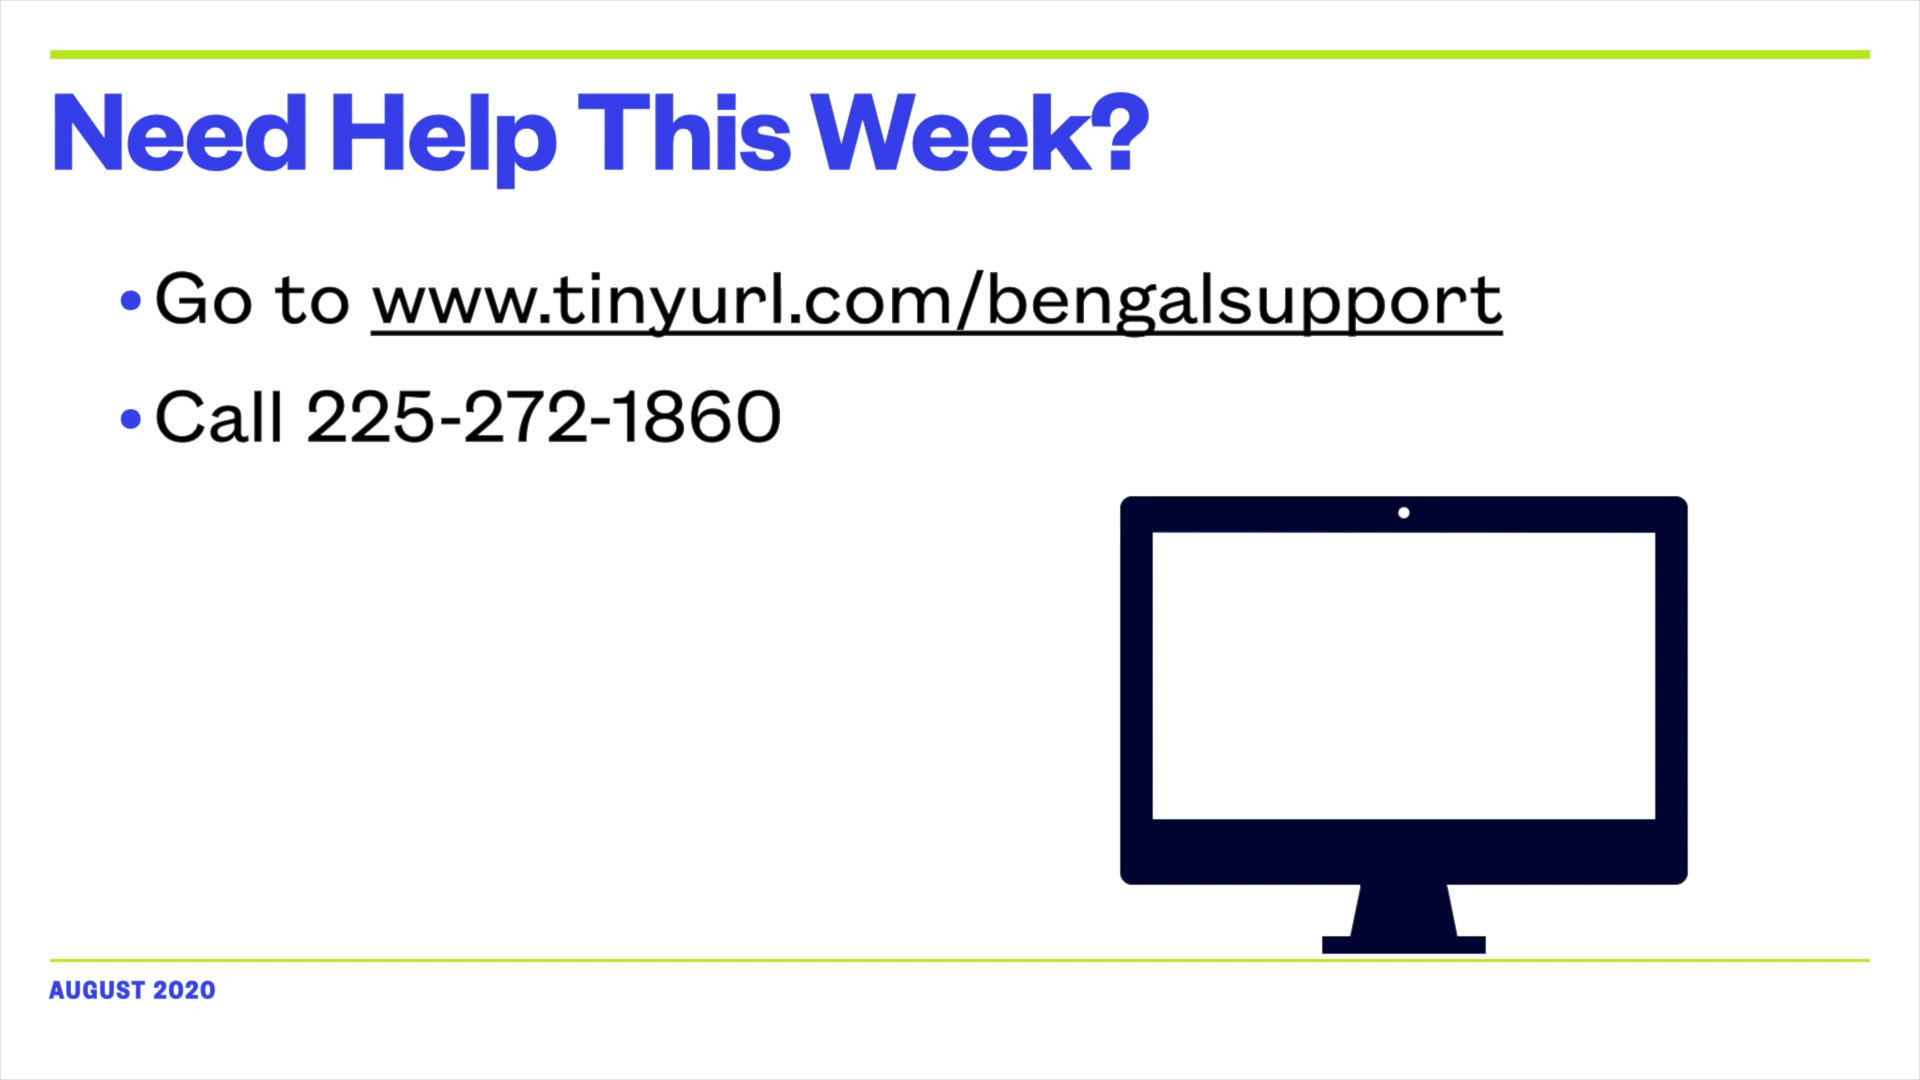 Need Help This Week?
• Go to www.tinyurl.com/bengalsupport
• Call 225-272-1860
AUGUST 2020